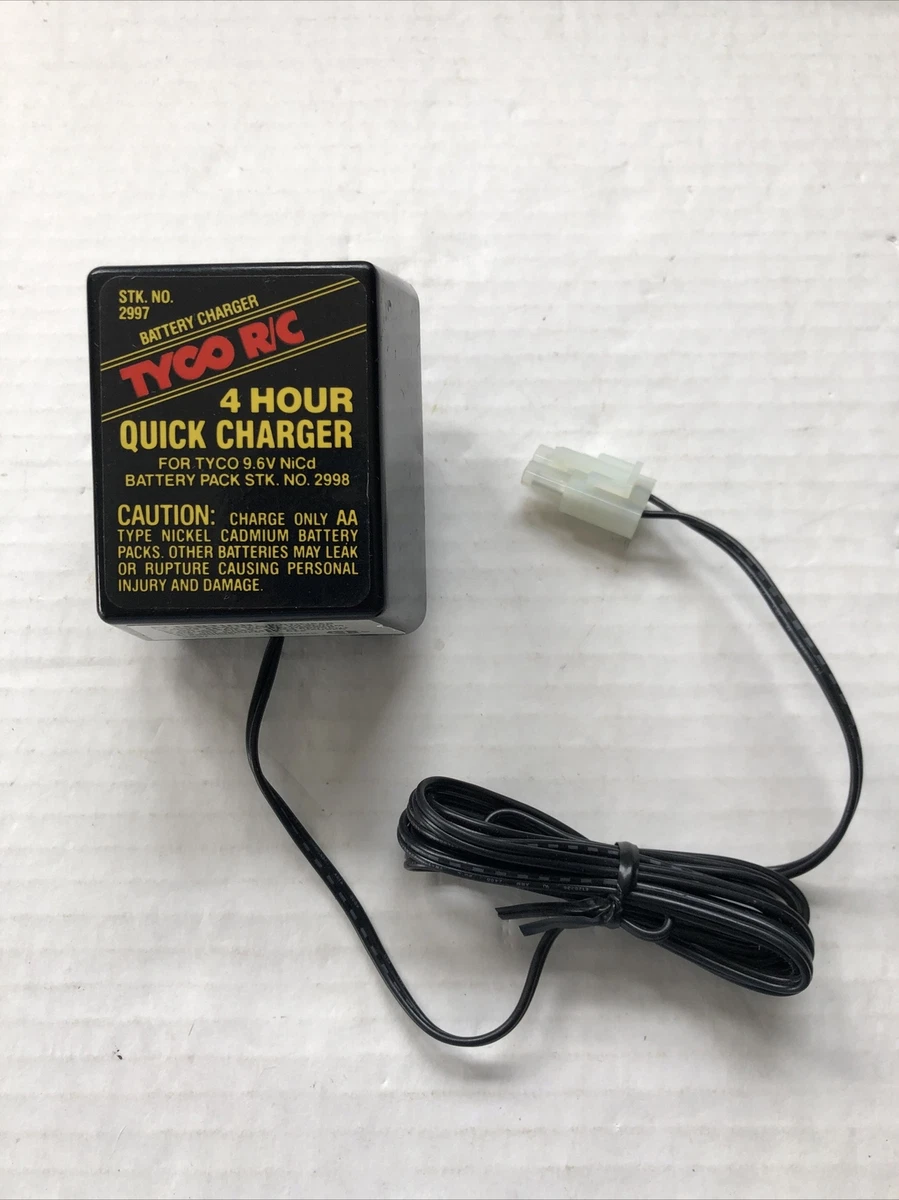 STK. NO.
2997
BATTERY CHARGER
TYCO R/C
4 HOUR
QUICK CHARGER
FOR TYCO 9.6V NiCd
BATTERY PACK STK. NO. 2998
CAUTION: CHARGE ONLY AA
TYPE NICKEL CADMIUM BATTERY
PACKS. OTHER BATTERIES MAY LEAK
OR RUPTURE CAUSING PERSONAL
INJURY AND DAMAGE.